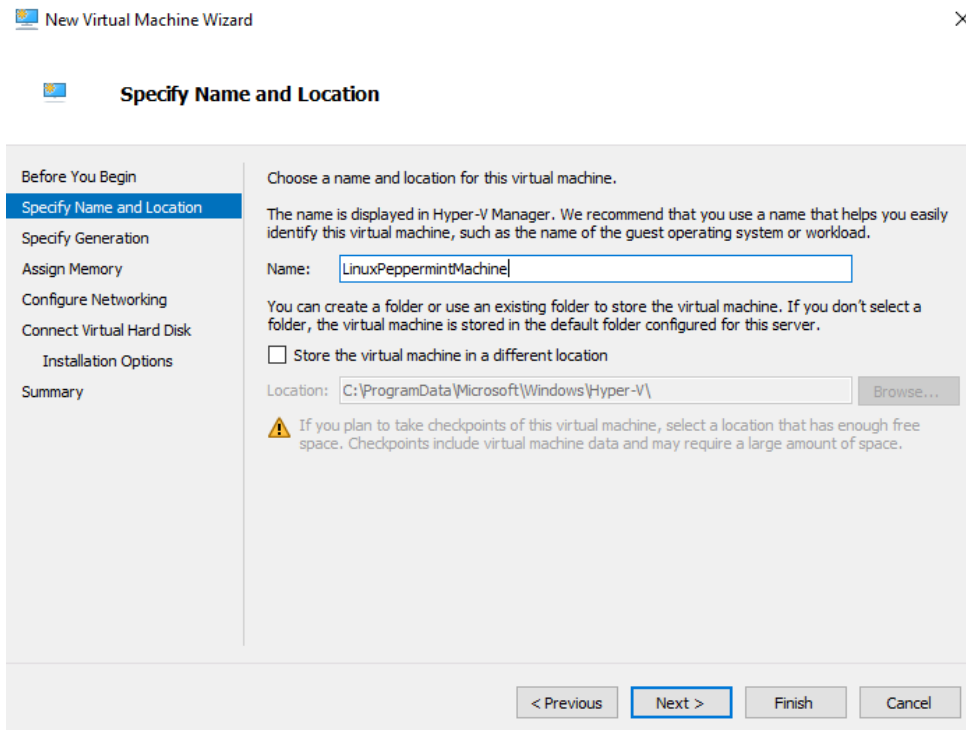 New Virtual Machine Wizard
Specify Name and Location
Before You Begin
Specify Name and Location
Specify Generation
Assign Memory
Configure Networking
Connect Virtual Hard Disk
Installation Options
Summary
Choose a name and location for this virtual machine.
The name is displayed in Hyper-V Manager. We recommend that you use a name that helps you easily
identify this virtual machine, such as the name of the guest operating system or workload.
Name: LinuxPeppermintMachine
You can create a folder or use an existing folder to store the virtual machine. If you don't select a
folder, the virtual machine is stored in the default folder configured for this server.
Store the virtual machine in a different location
Location: C:\ProgramData\Microsoft\Windows\Hyper-V\ Browse...
If you plan to take checkpoints of this virtual machine, select a location that has enough free
space. Checkpoints include virtual machine data and may require a large amount of space.
< Previous Next > Finish Cancel